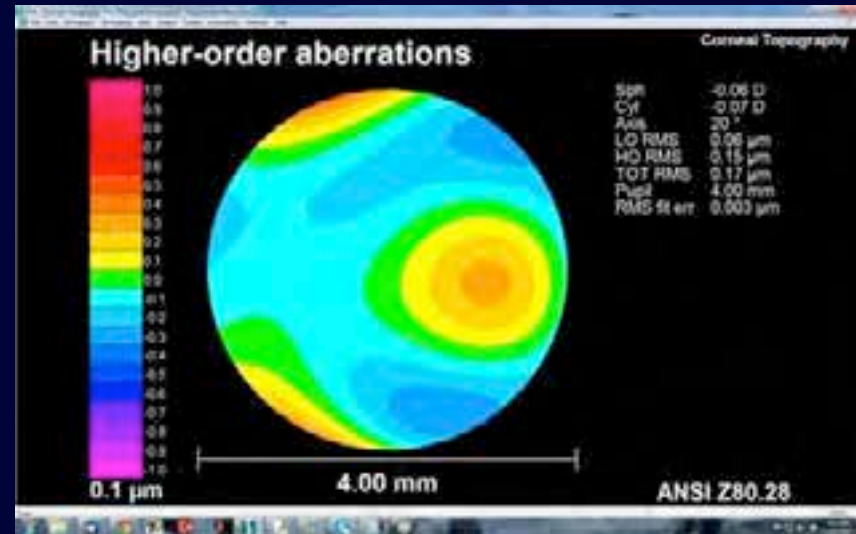 Higher-order aberrations
Corneal Topography
Sph -0.06 D
Cyl -0.07 D
Axis 20 °
LO RMS 0.06 µm
HO RMS 0.15 µm
TOT RMS 0.17 µm
Pupil 4.00 mm
RMS fit err 0.003 µm
1.0
0.9
0.8
0.7
0.6
0.5
0.4
0.3
0.2
0.1
0.0
-0.1
-0.2
-0.3
-0.4
-0.5
-0.6
-0.7
-0.8
-0.9
-1.0
0.1 µm
4.00 mm
ANSI Z80.28